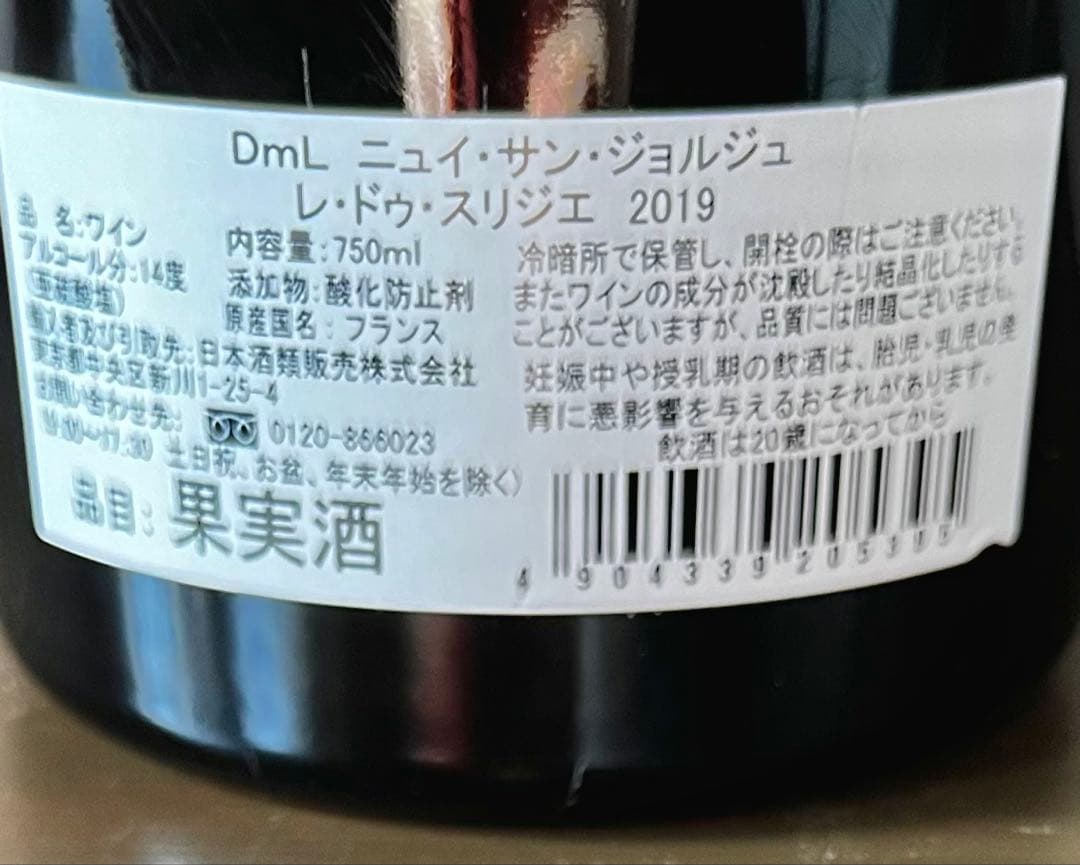 DmL ニュイ・サン・ジョルジュ
レ・ドゥ・スリジエ 2019
品 名:ワイン
アルコール分:14度
(亜硫酸塩)
内容量:750ml
添加物:酸化防止剤
原産国名:フランス
輸入者及び引取先:日本酒類販売株式会社
東京都中央区新川1-25-4
お問い合わせ先: 0120-866023
10:00〜17:30 土日祝、お盆、年末年始を除く)
品目:果実酒
冷暗所で保管し、開栓の際はご注意ください。
またワインの成分が沈殿したり結晶化したりする
ことがございますが、品質には問題ございません。
妊娠中や授乳期の飲酒は、胎児・乳児の発
育に悪影響を与えるおそれがあります。
飲酒は20歳になってから
4 904339 205305